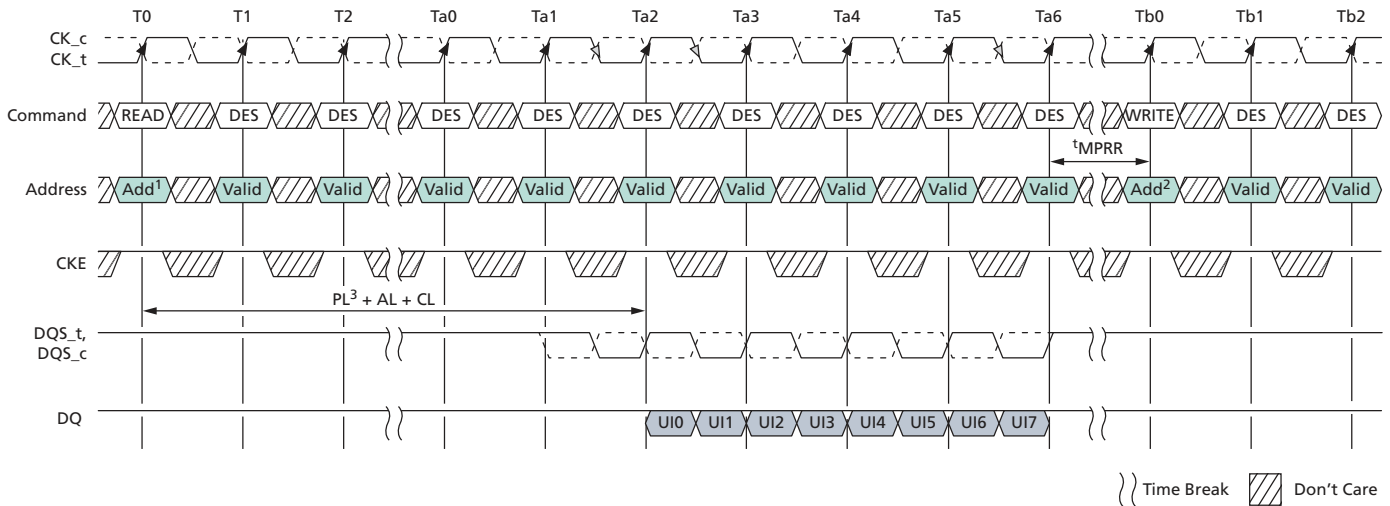 T0 T1 T2 Ta0 Ta1 Ta2 Ta3 Ta4 Ta5 Ta6 Tb0 Tb1 Tb2
CK_c
CK_t
Command READ DES DES DES DES DES DES DES DES DES WRITE DES DES
tMPRR
Address Add1 Valid Valid Valid Valid Valid Valid Valid Valid Valid Add2 Valid Valid
CKE
PL3 + AL + CL
DQS_t,
DQS_c
DQ UI0 UI1 UI2 UI3 UI4 UI5 UI6 UI7
Time Break Don't Care